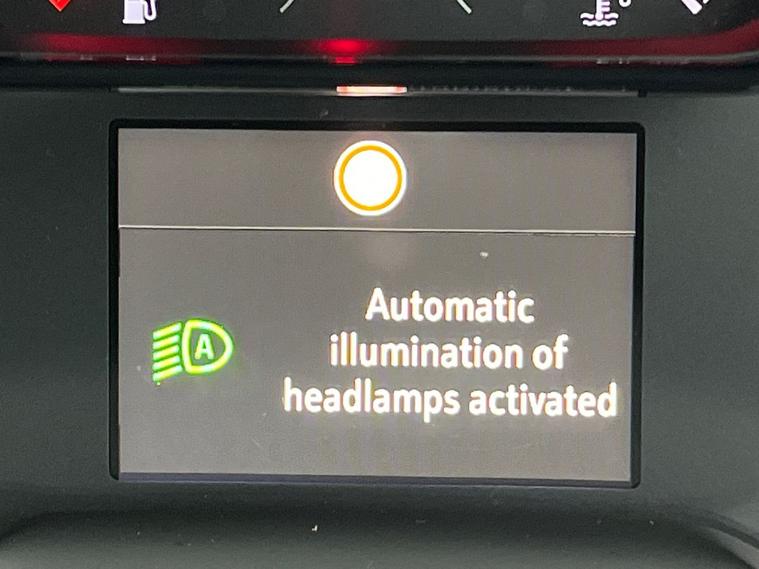 Automatic
A
illumination of
headlamps activated